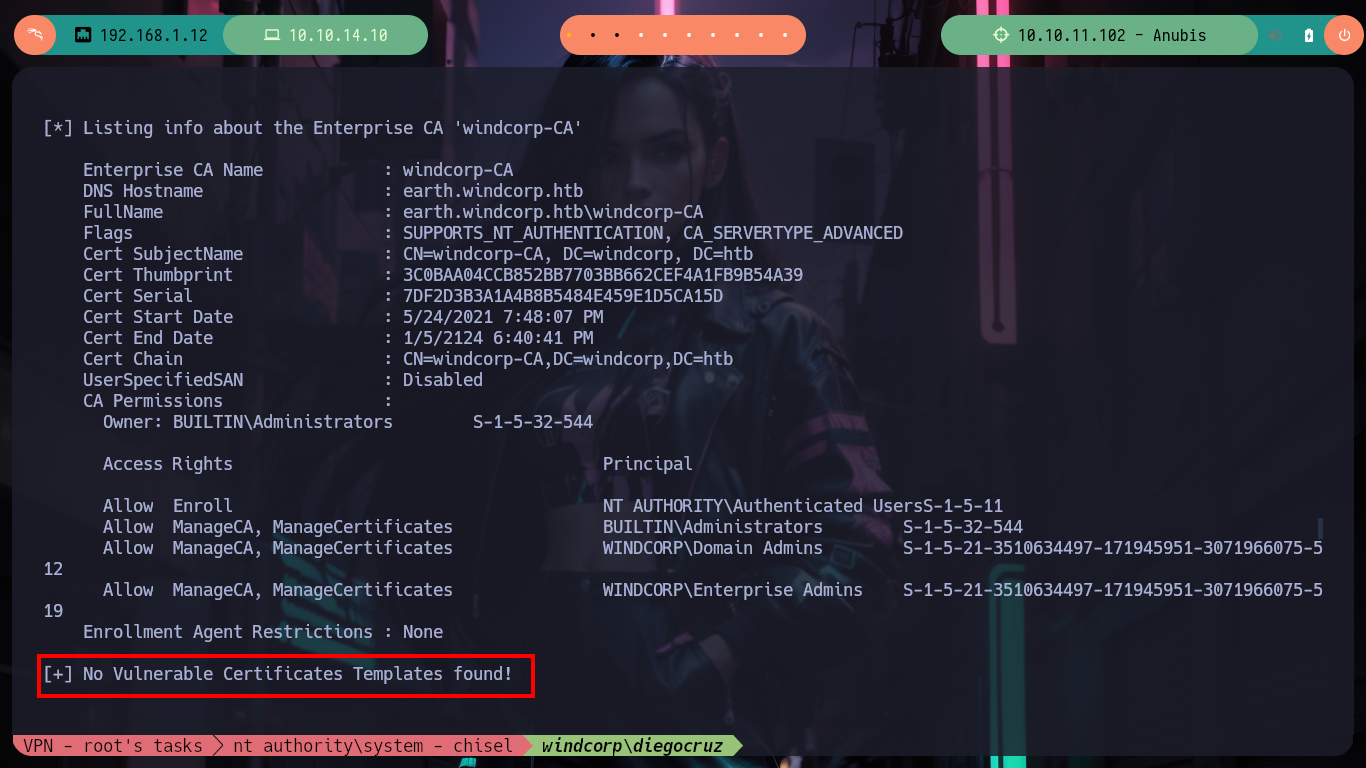 192.168.1.12 10.10.14.10 10.10.11.102 - Anubis
[*] Listing info about the Enterprise CA 'windcorp-CA'
Enterprise CA Name : windcorp-CA
DNS Hostname : earth.windcorp.htb
FullName : earth.windcorp.htb\windcorp-CA
Flags : SUPPORTS_NT_AUTHENTICATION, CA_SERVERTYPE_ADVANCED
Cert SubjectName : CN=windcorp-CA, DC=windcorp, DC=htb
Cert Thumbprint : 3C0BAA04CCB852BB7703BB662CEF4A1FB9B54A39
Cert Serial : 7DF2D3B3A1A4B8B5484E459E1D5CA15D
Cert Start Date : 5/24/2021 7:48:07 PM
Cert End Date : 1/5/2124 6:40:41 PM
Cert Chain : CN=windcorp-CA,DC=windcorp,DC=htb
UserSpecifiedSAN : Disabled
CA Permissions :
Owner: BUILTIN\Administrators S-1-5-32-544
Access Rights Principal
Allow Enroll NT AUTHORITY\Authenticated UsersS-1-5-11
Allow ManageCA, ManageCertificates BUILTIN\Administrators S-1-5-32-544
Allow ManageCA, ManageCertificates WINDCORP\Domain Admins S-1-5-21-3510634497-171945951-3071966075-5
12
Allow ManageCA, ManageCertificates WINDCORP\Enterprise Admins S-1-5-21-3510634497-171945951-3071966075-5
19
Enrollment Agent Restrictions : None
[+] No Vulnerable Certificates Templates found!
VPN - root's tasks nt authority\system - chisel windcorp\diegocruz